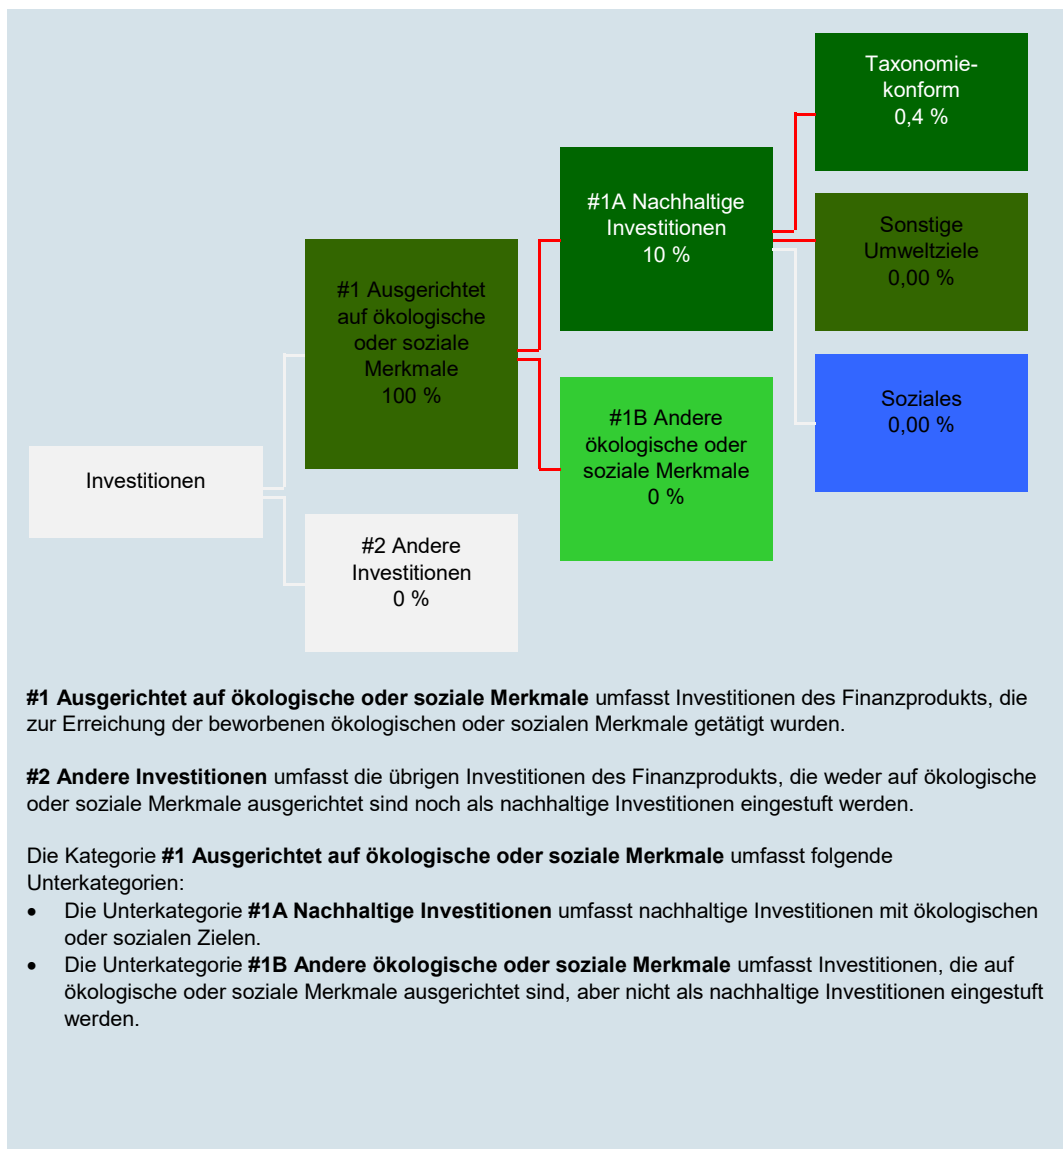 Taxonomie-
konform
0,4 %
#1A Nachhaltige
Investitionen
10 %
Sonstige
Umweltziele
0,00 %
#1 Ausgerichtet
auf ökologische
oder soziale
Merkmale
100 %
Soziales
0,00 %
#1B Andere
ökologische oder
soziale Merkmale
0 %
Investitionen
#2 Andere
Investitionen
0 %
#1 Ausgerichtet auf ökologische oder soziale Merkmale umfasst Investitionen des Finanzprodukts, die
zur Erreichung der beworbenen ökologischen oder sozialen Merkmale getätigt wurden.
#2 Andere Investitionen umfasst die übrigen Investitionen des Finanzprodukts, die weder auf ökologische
oder soziale Merkmale ausgerichtet sind noch als nachhaltige Investitionen eingestuft werden.
Die Kategorie #1 Ausgerichtet auf ökologische oder soziale Merkmale umfasst folgende
Unterkategorien:
• Die Unterkategorie #1A Nachhaltige Investitionen umfasst nachhaltige Investitionen mit ökologischen
oder sozialen Zielen.
• Die Unterkategorie #1B Andere ökologische oder soziale Merkmale umfasst Investitionen, die auf
ökologische oder soziale Merkmale ausgerichtet sind, aber nicht als nachhaltige Investitionen eingestuft
werden.